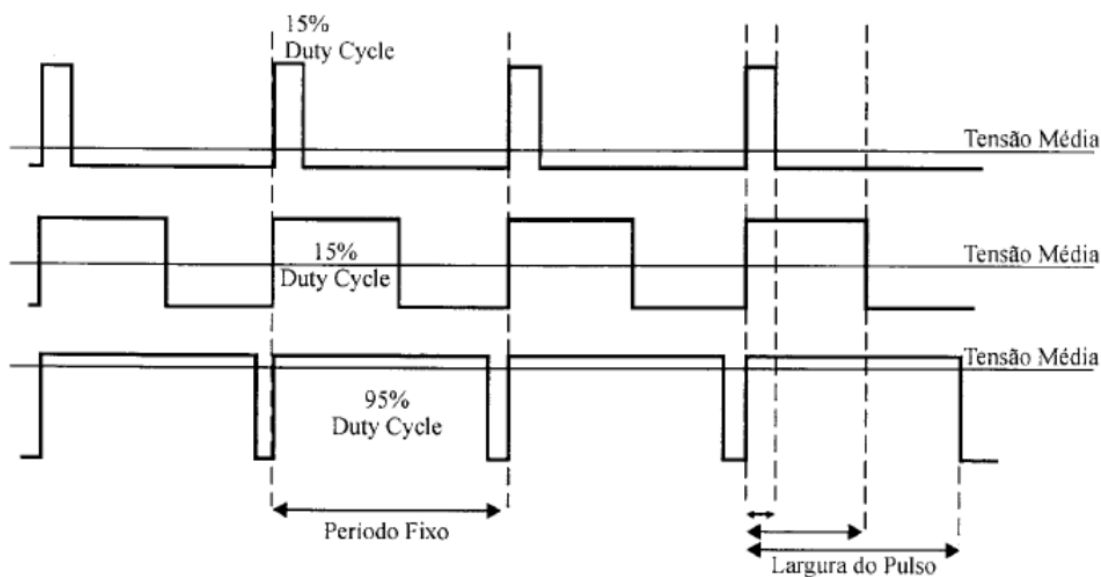 15%
Duty Cycle
Tensão Média
15%
Duty Cycle
Tensão Média
Tensão Média
95%
Duty Cycle
Periodo Fixo
Largura do Pulso